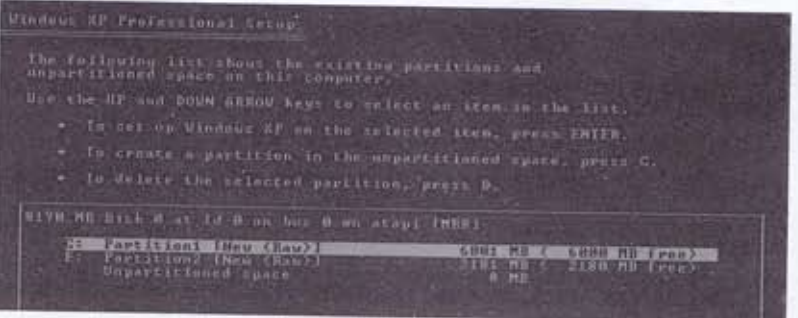 Windows XP Professional Setup
The following list shows the existing partitions and
unpartitioned space on this computer.
Use the UP and DOWN ARROW keys to select an item in the list.
• To set up Windows XP on the selected item, press ENTER.
• To create a partition in the unpartitioned space, press C.
• To delete the selected partition, press D.
MB Disk 0 at Id 0 on bus 0 on atapi [MBR]
C: Partition1 [New (Raw)] 6001 MB ( 6000 MB free)
Partition2 [New (Raw)] MB ( 2180 MB free)
Unpartitioned space MB